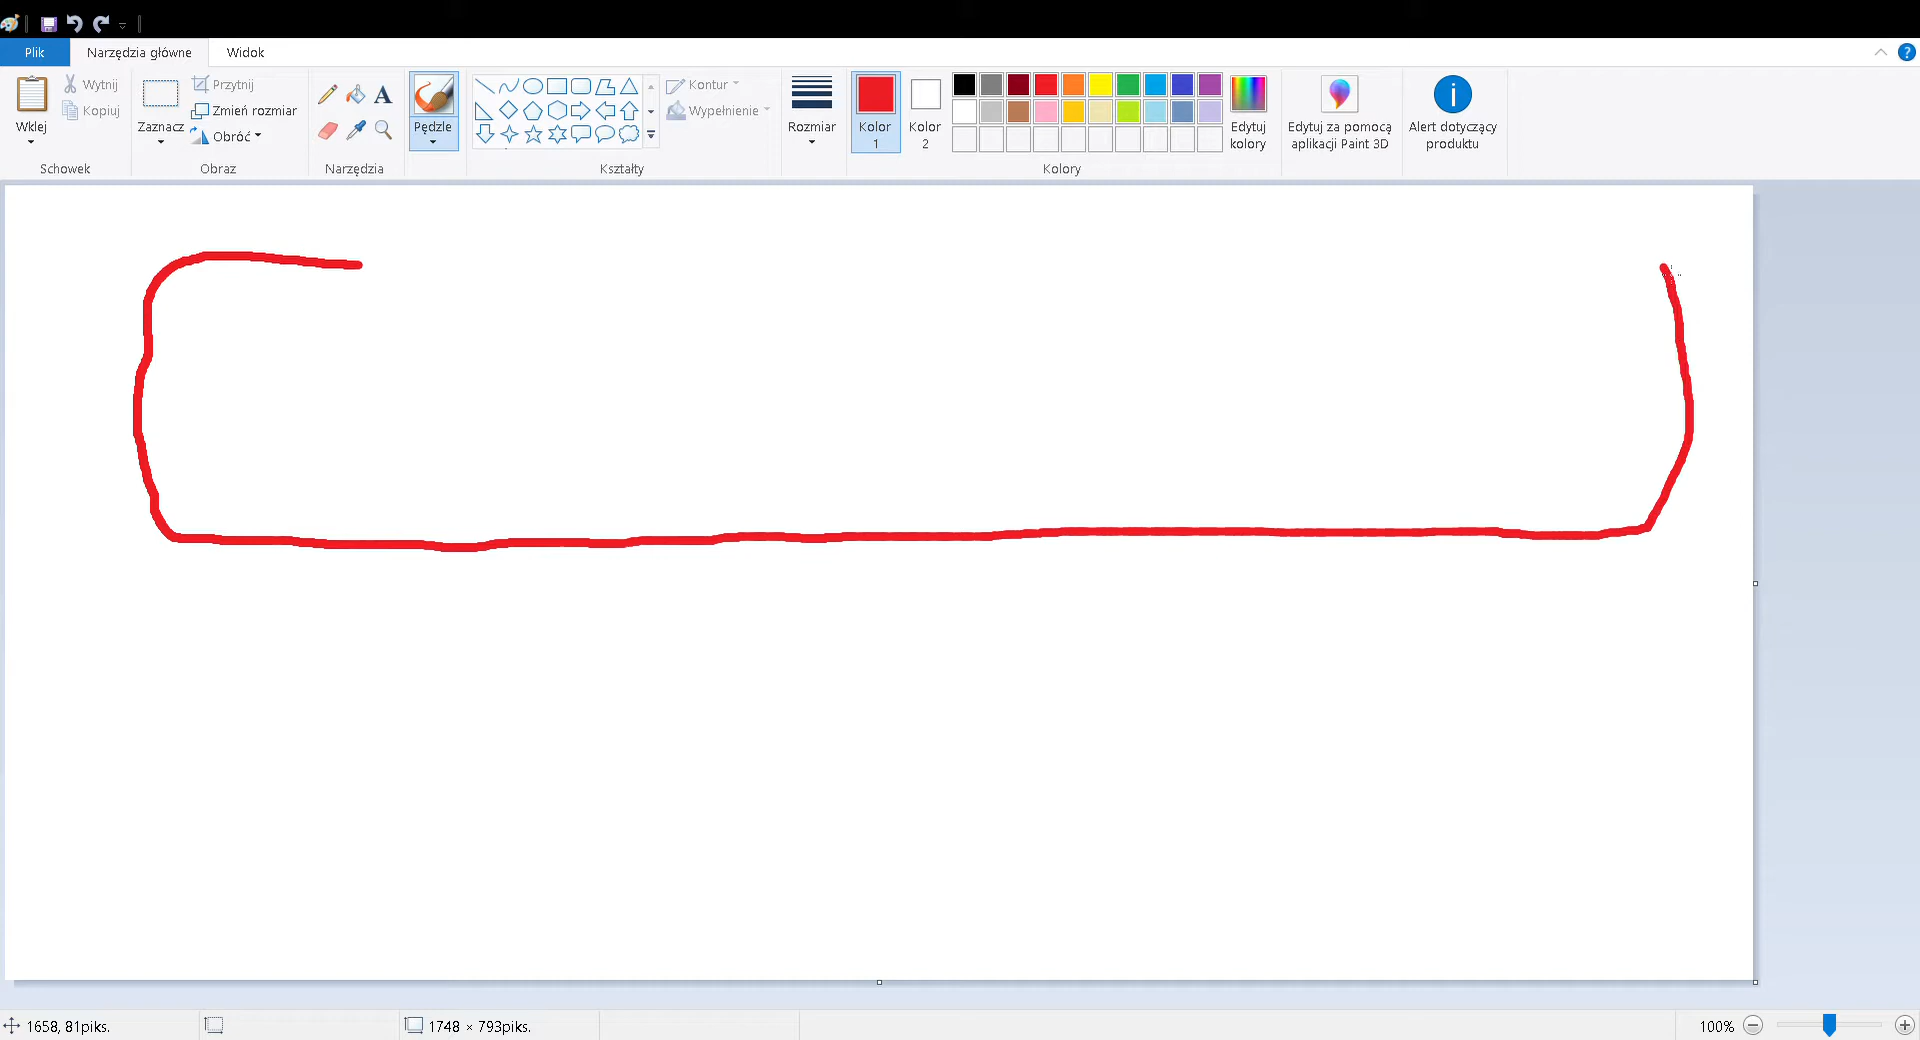 Plik Narzędzia główne Widok
Wklej
Wytnij
Kopiuj
Schowek
Zaznacz
Przytnij
Zmień rozmiar
Obróć
Obraz
A
Narzędzia
Pędzle
Kontur
Wypełnienie
Kształty
Rozmiar
Kolor
1
Kolor
2
Edytuj
kolory
Kolory
Edytuj za pomocą
aplikacji Paint 3D
Alert dotyczący
produktu
1658, 81piks.
1748 × 793piks.
100%